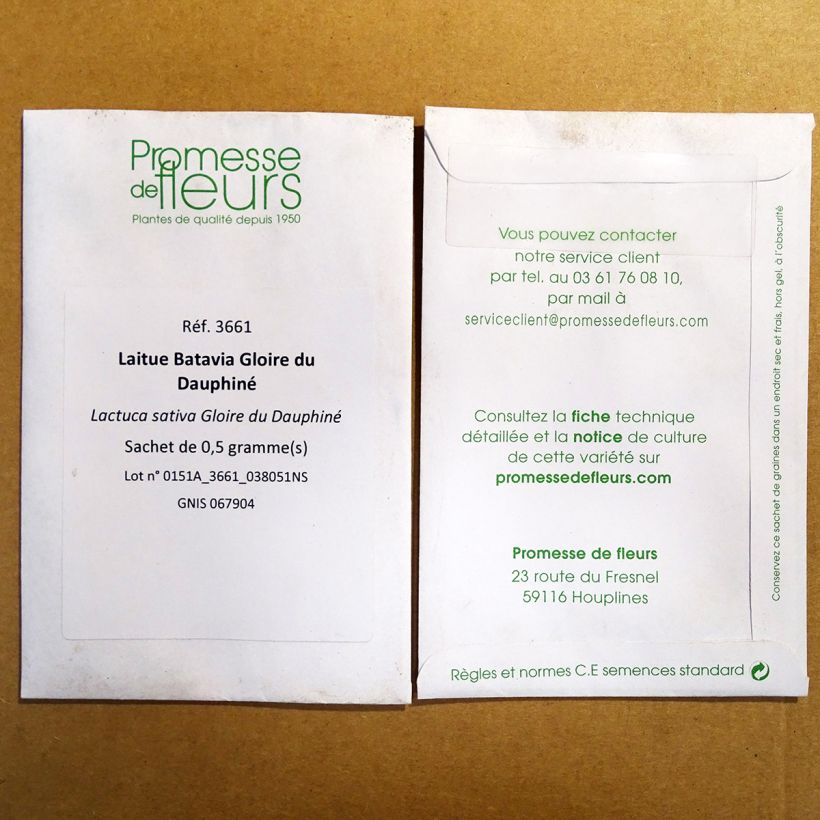 Promesse
de fleurs
Plantes de qualité depuis 1950
Réf. 3661
Laitue Batavia Gloire du
Dauphiné
Lactuca sativa Gloire du Dauphiné
Sachet de 0,5 gramme(s)
Lot n° 0151A_3661_038051NS
GNIS 067904
Vous pouvez contacter
notre service client
par tel. au 03 61 76 08 10,
par mail à
serviceclient@promessedefleurs.com
Consultez la fiche technique
détaillée et la notice de culture
de cette variété sur
promessedefleurs.com
Promesse de fleurs
23 route du Fresnel
59116 Houplines
Règles et normes C.E semences standard
Conservez ce sachet de graines dans un endroit sec et frais, hors gel, à l'obscurité